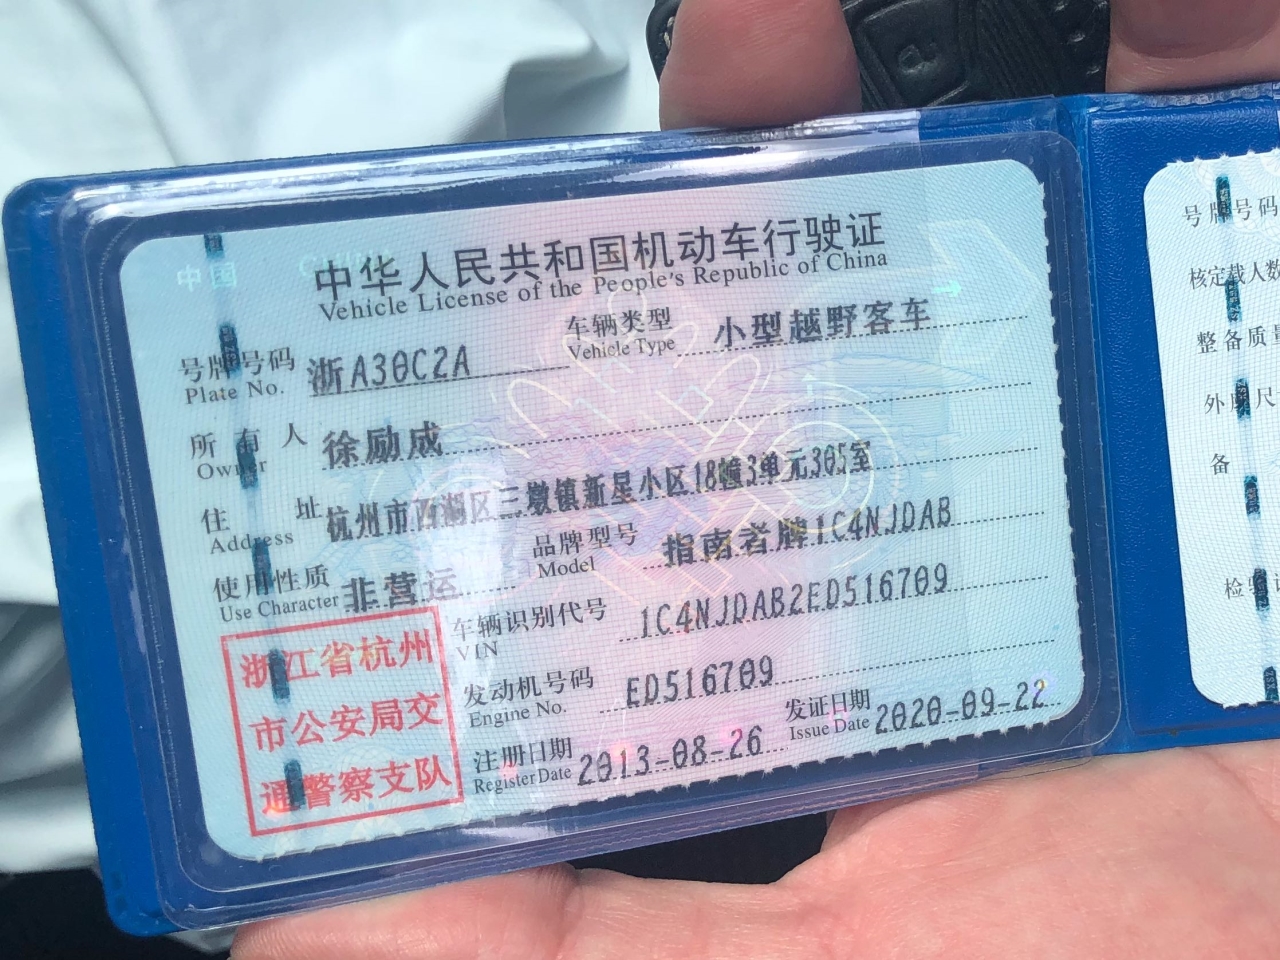 中国
中华人民共和国机动车行驶证
Vehicle License of the People's Republic of China
号牌号码 浙A30C2A 车辆类型 小型越野客车
Plate No. Vehicle Type
所有人 徐励成
Owner
住址 杭州市西湖区三墩镇新星小区18幢3单元305室
Address
使用性质 非营运 品牌型号 指南者牌1C4NJDAB
Use Character Model
浙江省杭州
市公安局交
通警察支队
车辆识别代号 1C4NJDAB2ED516709
VIN
发动机号码 ED516709
Engine No.
注册日期 2013-08-26 发证日期 2020-09-22
Register Date Issue Date
号牌号码
核定载人数
整备质量
外廓尺
备
检验